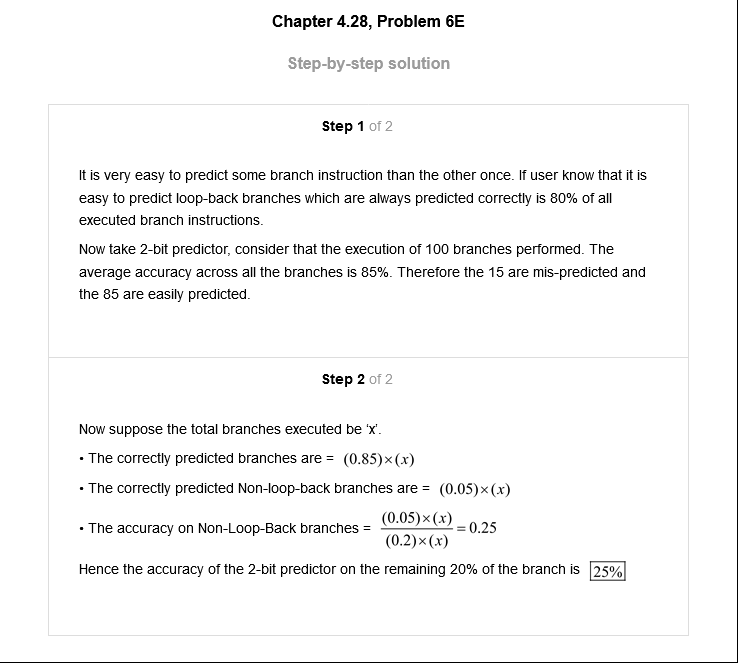 Chapter 4.28, Problem 6E
Step-by-step solution
Step 1 of 2
It is very easy to predict some branch instruction than the other once. If user know that it is
easy to predict loop-back branches which are always predicted correctly is 80% of all
executed branch instructions.
Now take 2-bit predictor, consider that the execution of 100 branches performed. The
average accuracy across all the branches is 85%. Therefore the 15 are mis-predicted and
the 85 are easily predicted.
Step 2 of 2
Now suppose the total branches executed be ‘x’.
• The correctly predicted branches are = (0.85)×(x)
• The correctly predicted Non-loop-back branches are = (0.05)×(x)
• The accuracy on Non-Loop-Back branches = (0.05)×(x) / (0.2)×(x) = 0.25
Hence the accuracy of the 2-bit predictor on the remaining 20% of the branch is 25%